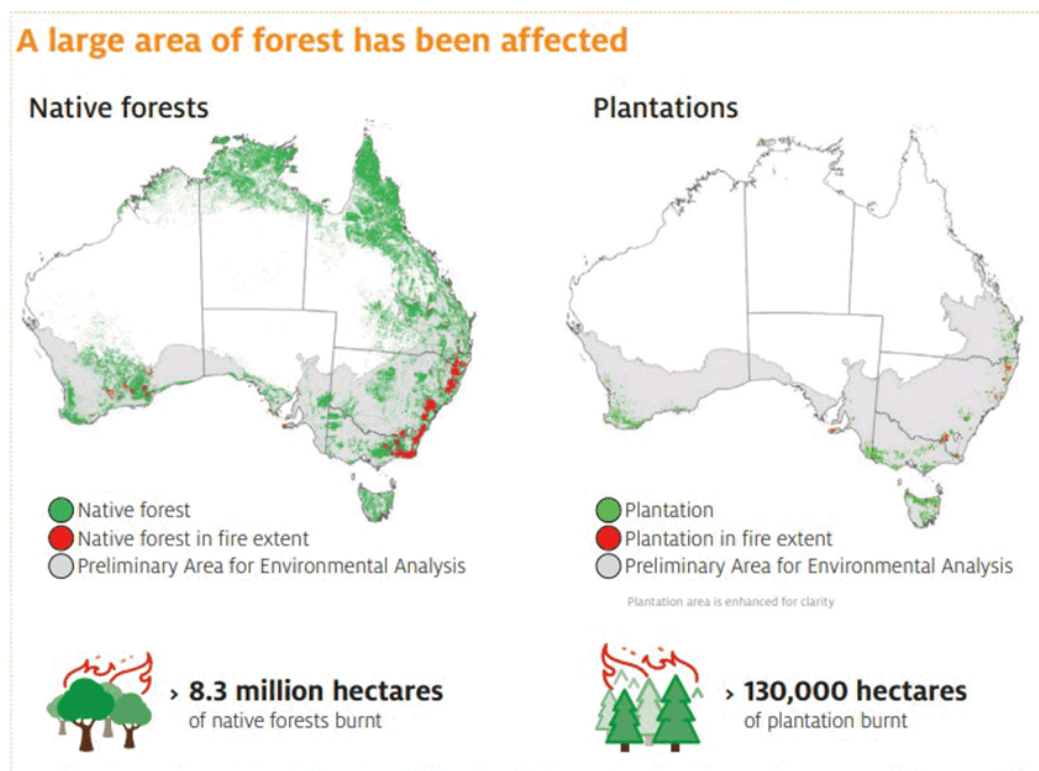 A large area of forest has been affected
Native forests
Native forest
Native forest in fire extent
Preliminary Area for Environmental Analysis
> 8.3 million hectares
of native forests burnt
Plantations
Plantation
Plantation in fire extent
Preliminary Area for Environmental Analysis
Plantation area is enhanced for clarity
> 130,000 hectares
of plantation burnt